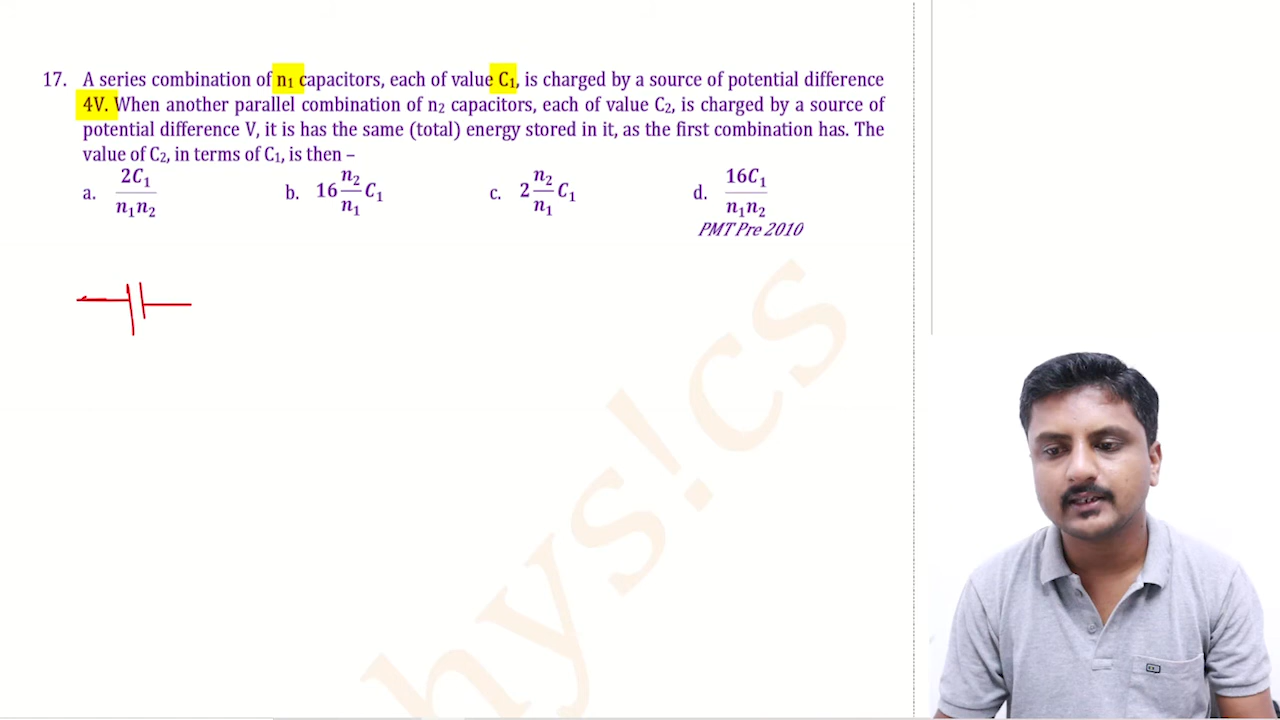 17. A series combination of n₁ capacitors, each of value C₁, is charged by a source of potential difference
4V. When another parallel combination of n₂ capacitors, each of value C₂, is charged by a source of
potential difference V, it is has the same (total) energy stored in it, as the first combination has. The
value of C₂, in terms of C₁, is then –
a. 2C₁/n₁n₂ b. 16 n₂/n₁ C₁ c. 2 n₂/n₁ C₁ d. 16C₁/n₁n₂
PMT Pre 2010
hys!cs